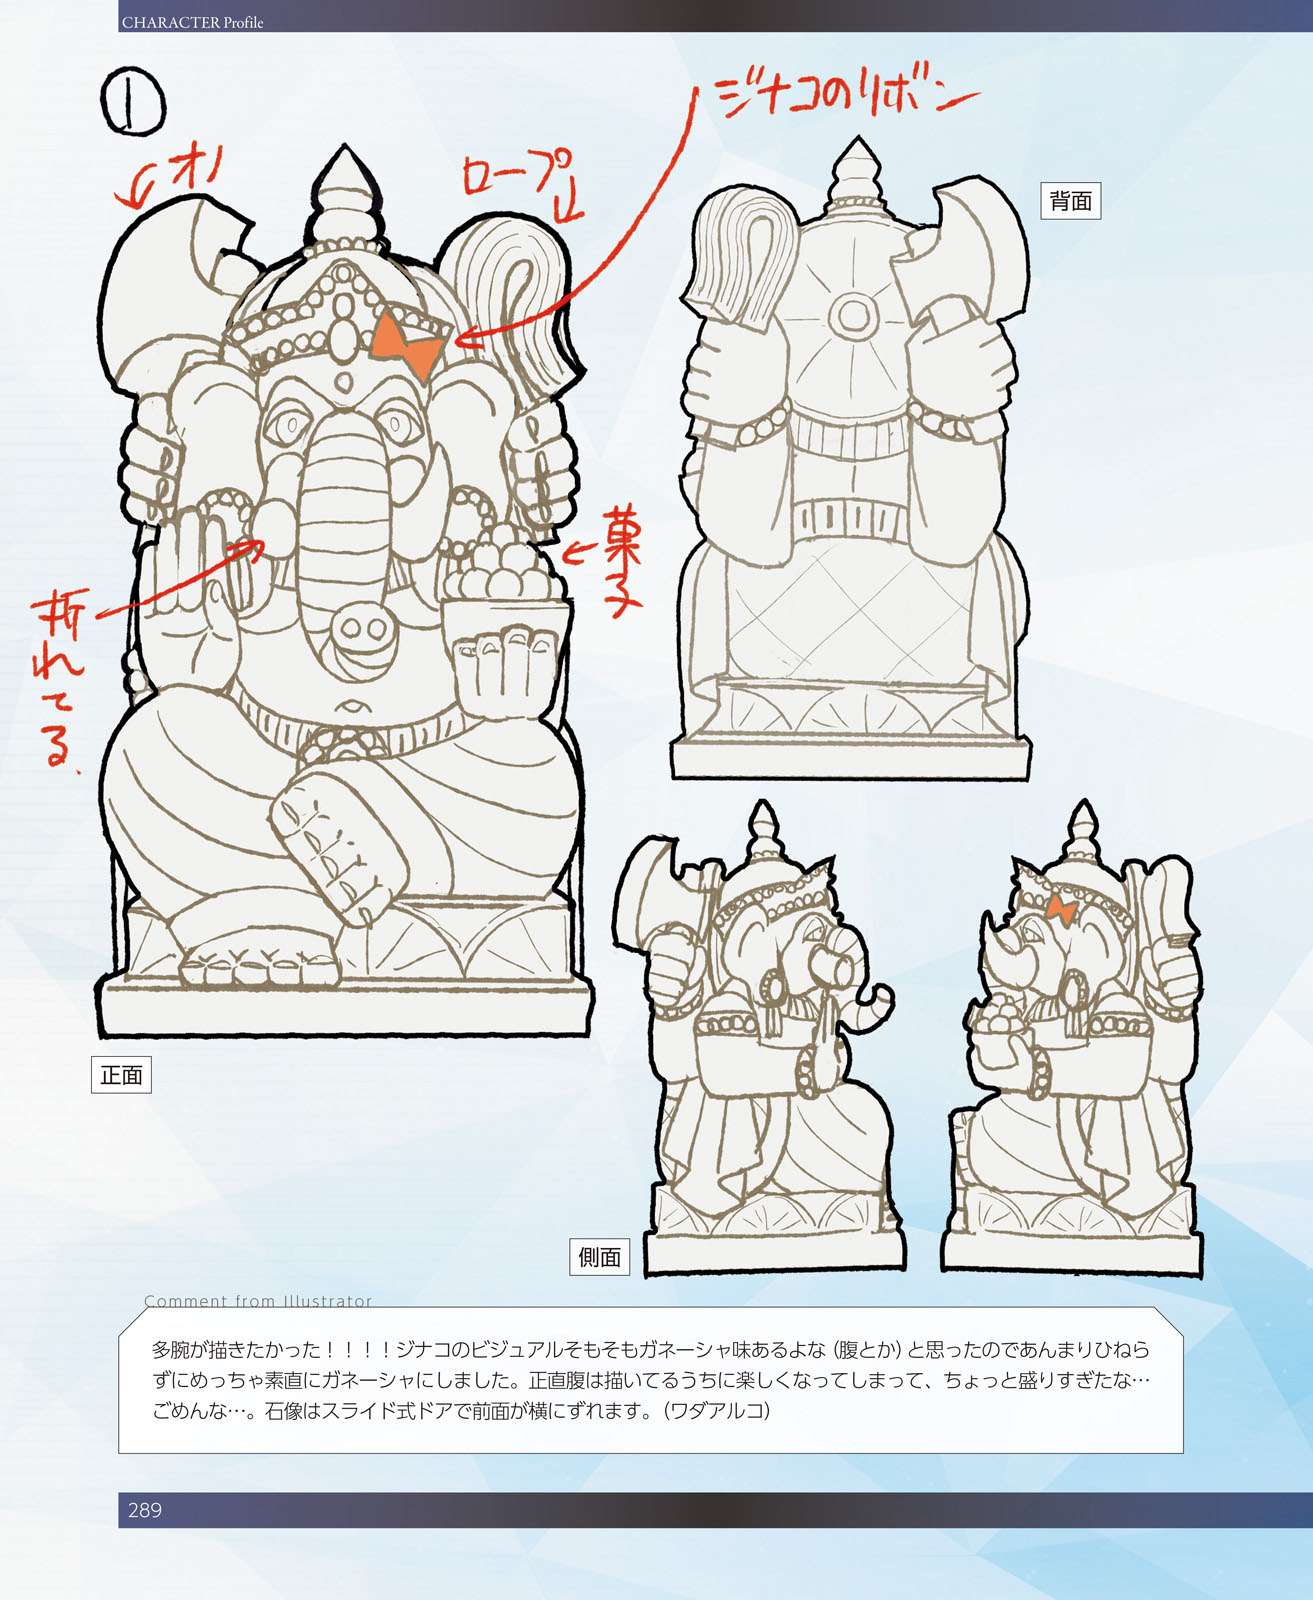 CHARACTER Profile
①
オノ
ロープ
ジナコのリボン
背面
菓子
折れてる.
正面
側面
Comment from Illustrator
多腕が描きたかった！！！！ジナコのビジュアルそもそもガネーシャ味あるよな（腹とか）と思ったのであんまりひねら
ずにめっちゃ素直にガネーシャにしました。正直腹は描いてるうちに楽しくなってしまって、ちょっと盛りすぎたな…
ごめんな…。石像はスライド式ドアで前面が横にずれます。（ワダアルコ）
289